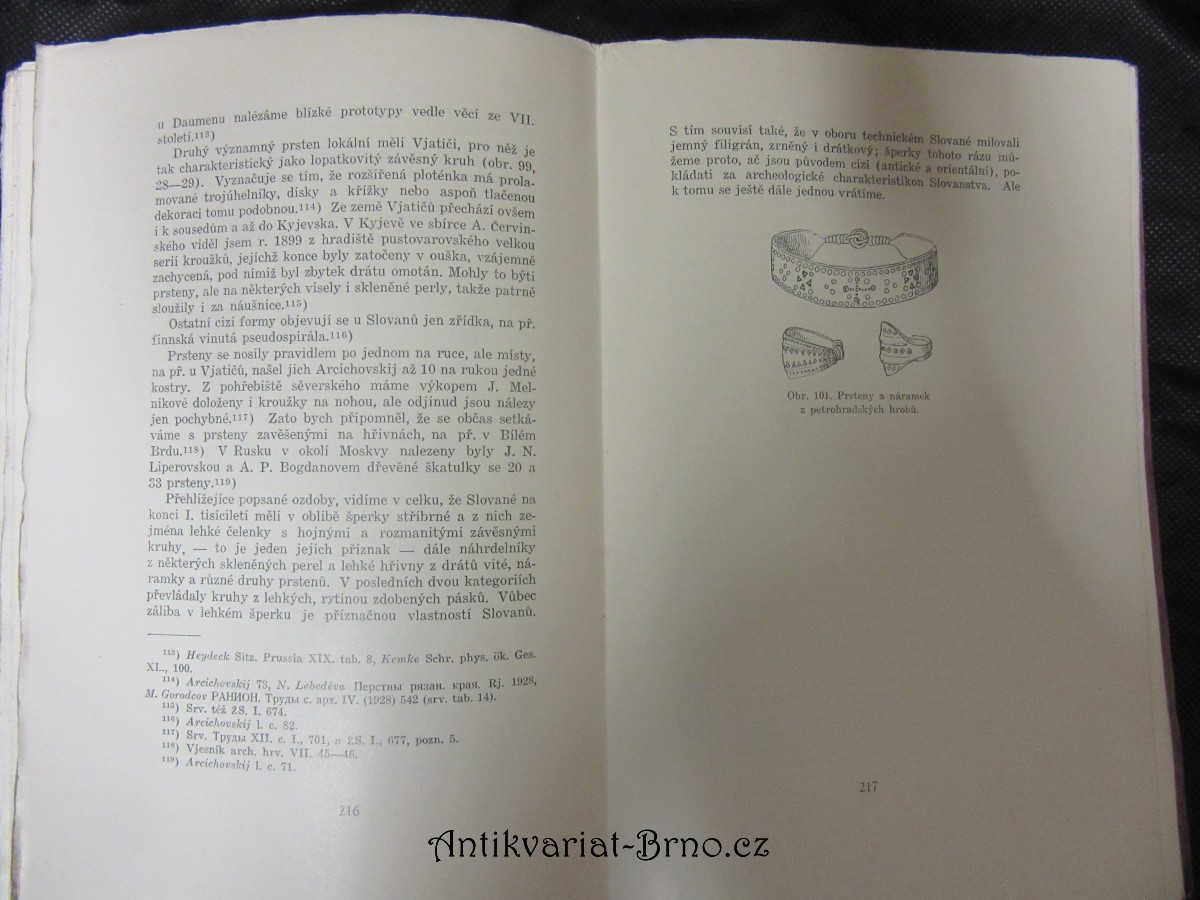 u Daumenu nalézáme blízké prototypy vedle věcí ze VII.
století.¹¹³)
Druhý významný prsten lokální měli Vjatiči, pro něž je
tak charakteristický jako lopatkovitý závěsný kruh (obr. 99,
28—29). Vyznačuje se tím, že rozšířená ploténka má prola-
mované trojúhelníky, disky a křížky nebo aspoň tlačenou
dekoraci tomu podobnou.¹¹⁴) Ze země Vjatičů přechází ovšem
i k sousedům a až do Kyjevska. V Kyjevě ve sbírce A. Červin-
ského viděl jsem r. 1899 z hradiště pustovarovského velkou
serii kroužků, jejichž konce byly zatočeny v ouška, vzájemně
zachycená, pod nimiž byl zbytek drátu omotán. Mohly to býti
prsteny, ale na některých visely i skleněné perly, takže patrně
sloužily i za náušnice.¹¹⁵)
Ostatní cizí formy objevují se u Slovanů jen zřídka, na př.
finnská vinutá pseudospirála.¹¹⁶)
Prsteny se nosily pravidlem po jednom na ruce, ale místy,
na př. u Vjatičů, našel jich Arcichovskij až 10 na rukou jedné
kostry. Z pohřebiště sěverského máme výkopem J. Mel-
nikové doloženy i kroužky na nohou, ale odjinud jsou nálezy
jen pochybné.¹¹⁷) Zato bych připomněl, že se občas setká-
váme s prsteny zavěšenými na hřivnách, na př. v Bílém
Brdu.¹¹⁸) V Rusku v okolí Moskvy nalezeny byly J. N.
Liperovskou a A. P. Bogdanovem dřevěné škatulky se 20 a
33 prsteny.¹¹⁹)
Přehlížejíce popsané ozdoby, vidíme v celku, že Slované na
konci I. tisíciletí měli v oblibě šperky stříbrné a z nich ze-
jména lehké čelenky s hojnými a rozmanitými závěsnými
kruhy, — to je jeden jejich příznak — dále náhrdelníky
z některých skleněných perel a lehké hřivny z drátů vité, ná-
ramky a různé druhy prstenů. V posledních dvou kategoriích
převládaly kruhy z lehkých, rytinou zdobených pásků. Vůbec
záliba v lehkém šperku je příznačnou vlastností Slovanů.
¹¹³) Heydeck Sitz. Prussia XIX. tab. 8, Kemke Schr. phys. ök. Ges.
XL., 100.
¹¹⁴) Arcichovskij 73, N. Lebeděva Перстны рязан. края. Rj. 1928,
M. Gorodcov РАНИОН. Труды с. арх. IV. (1928) 542 (srv. tab. 14).
¹¹⁵) Srv. též ŽS. I. 674.
¹¹⁶) Arcichovskij l. c. 82.
¹¹⁷) Srv. Труды XII. c. I., 701, a ŽS. I., 677, pozn. 5.
¹¹⁸) Vjesnik arch. hrv. VII. 45—46.
¹¹⁹) Arcichovskij l. c. 71.
216
S tím souvisí také, že v oboru technickém Slované milovali
jemný filigrán, zrněný i drátkový; šperky tohoto rázu mů-
žeme proto, ač jsou původem cizí (antické a orientální), po-
kládati za archeologické charakteristikon Slovanstva. Ale
k tomu se ještě dále jednou vrátíme.
Obr. 101. Prsteny a náramek
z petrohradských hrobů.
217
Antikvariat-Brno.cz